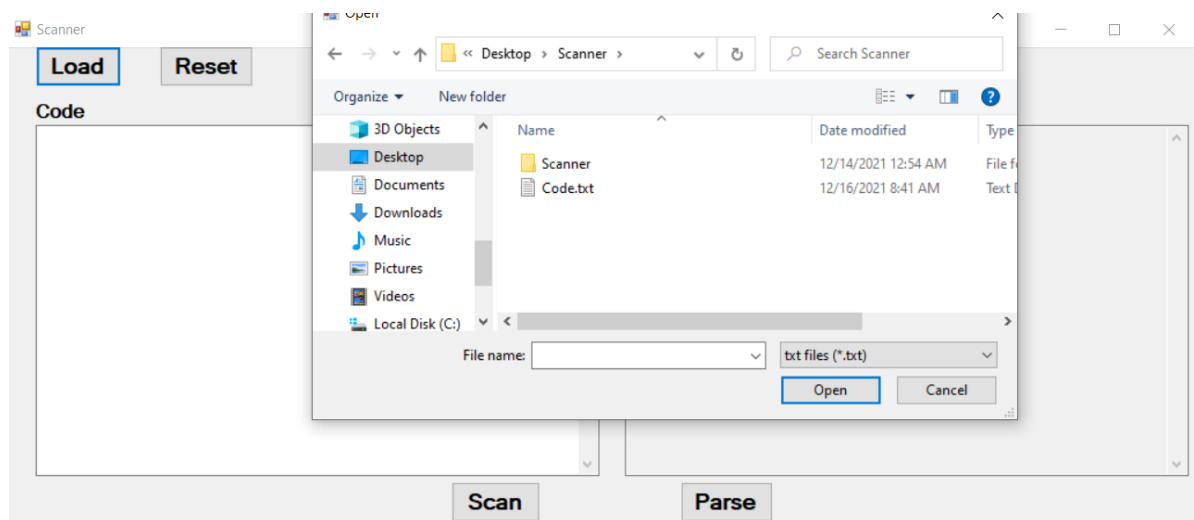 Scanner
Open
Load
Reset
« Desktop › Scanner ›
Search Scanner
Organize
New folder
Code
3D Objects
Desktop
Documents
Downloads
Music
Pictures
Videos
Local Disk (C:)
Name
Date modified
Type
Scanner
12/14/2021 12:54 AM
File f
Code.txt
12/16/2021 8:41 AM
Text
File name:
txt files (*.txt)
Open
Cancel
Scan
Parse